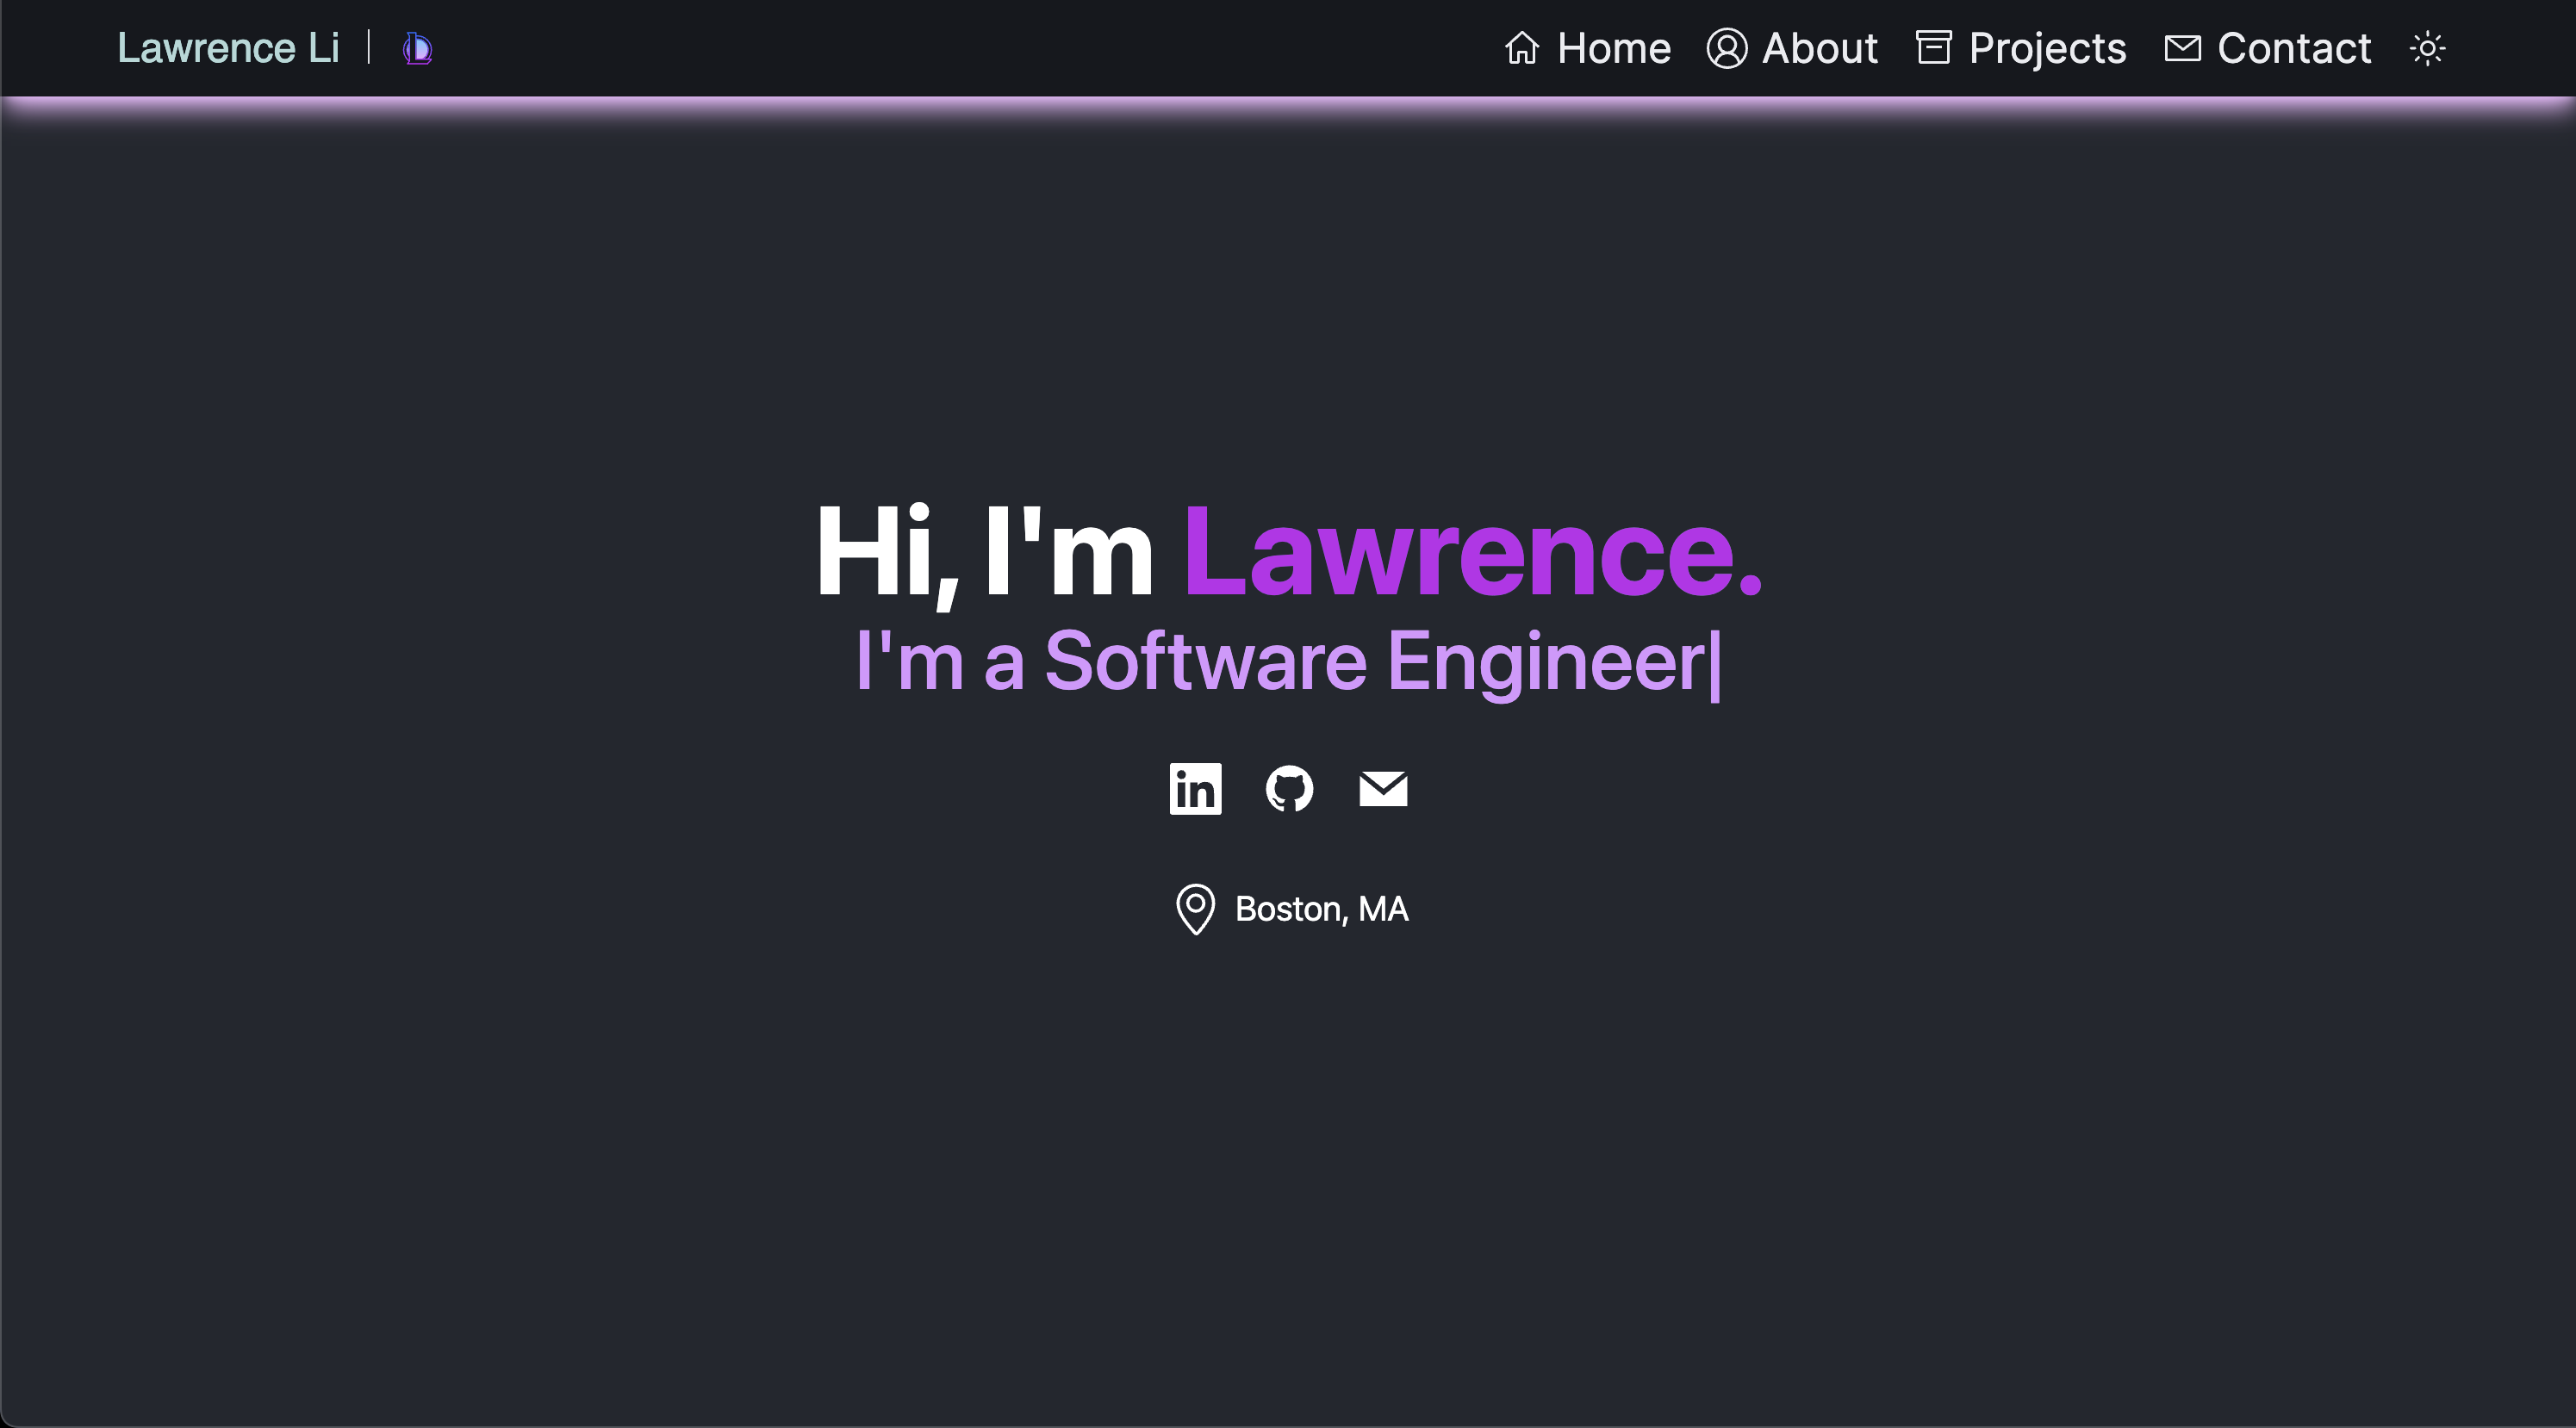 Lawrence Li
Home About Projects Contact
Hi, I'm Lawrence.
I'm a Software Engineer|
in
Boston, MA